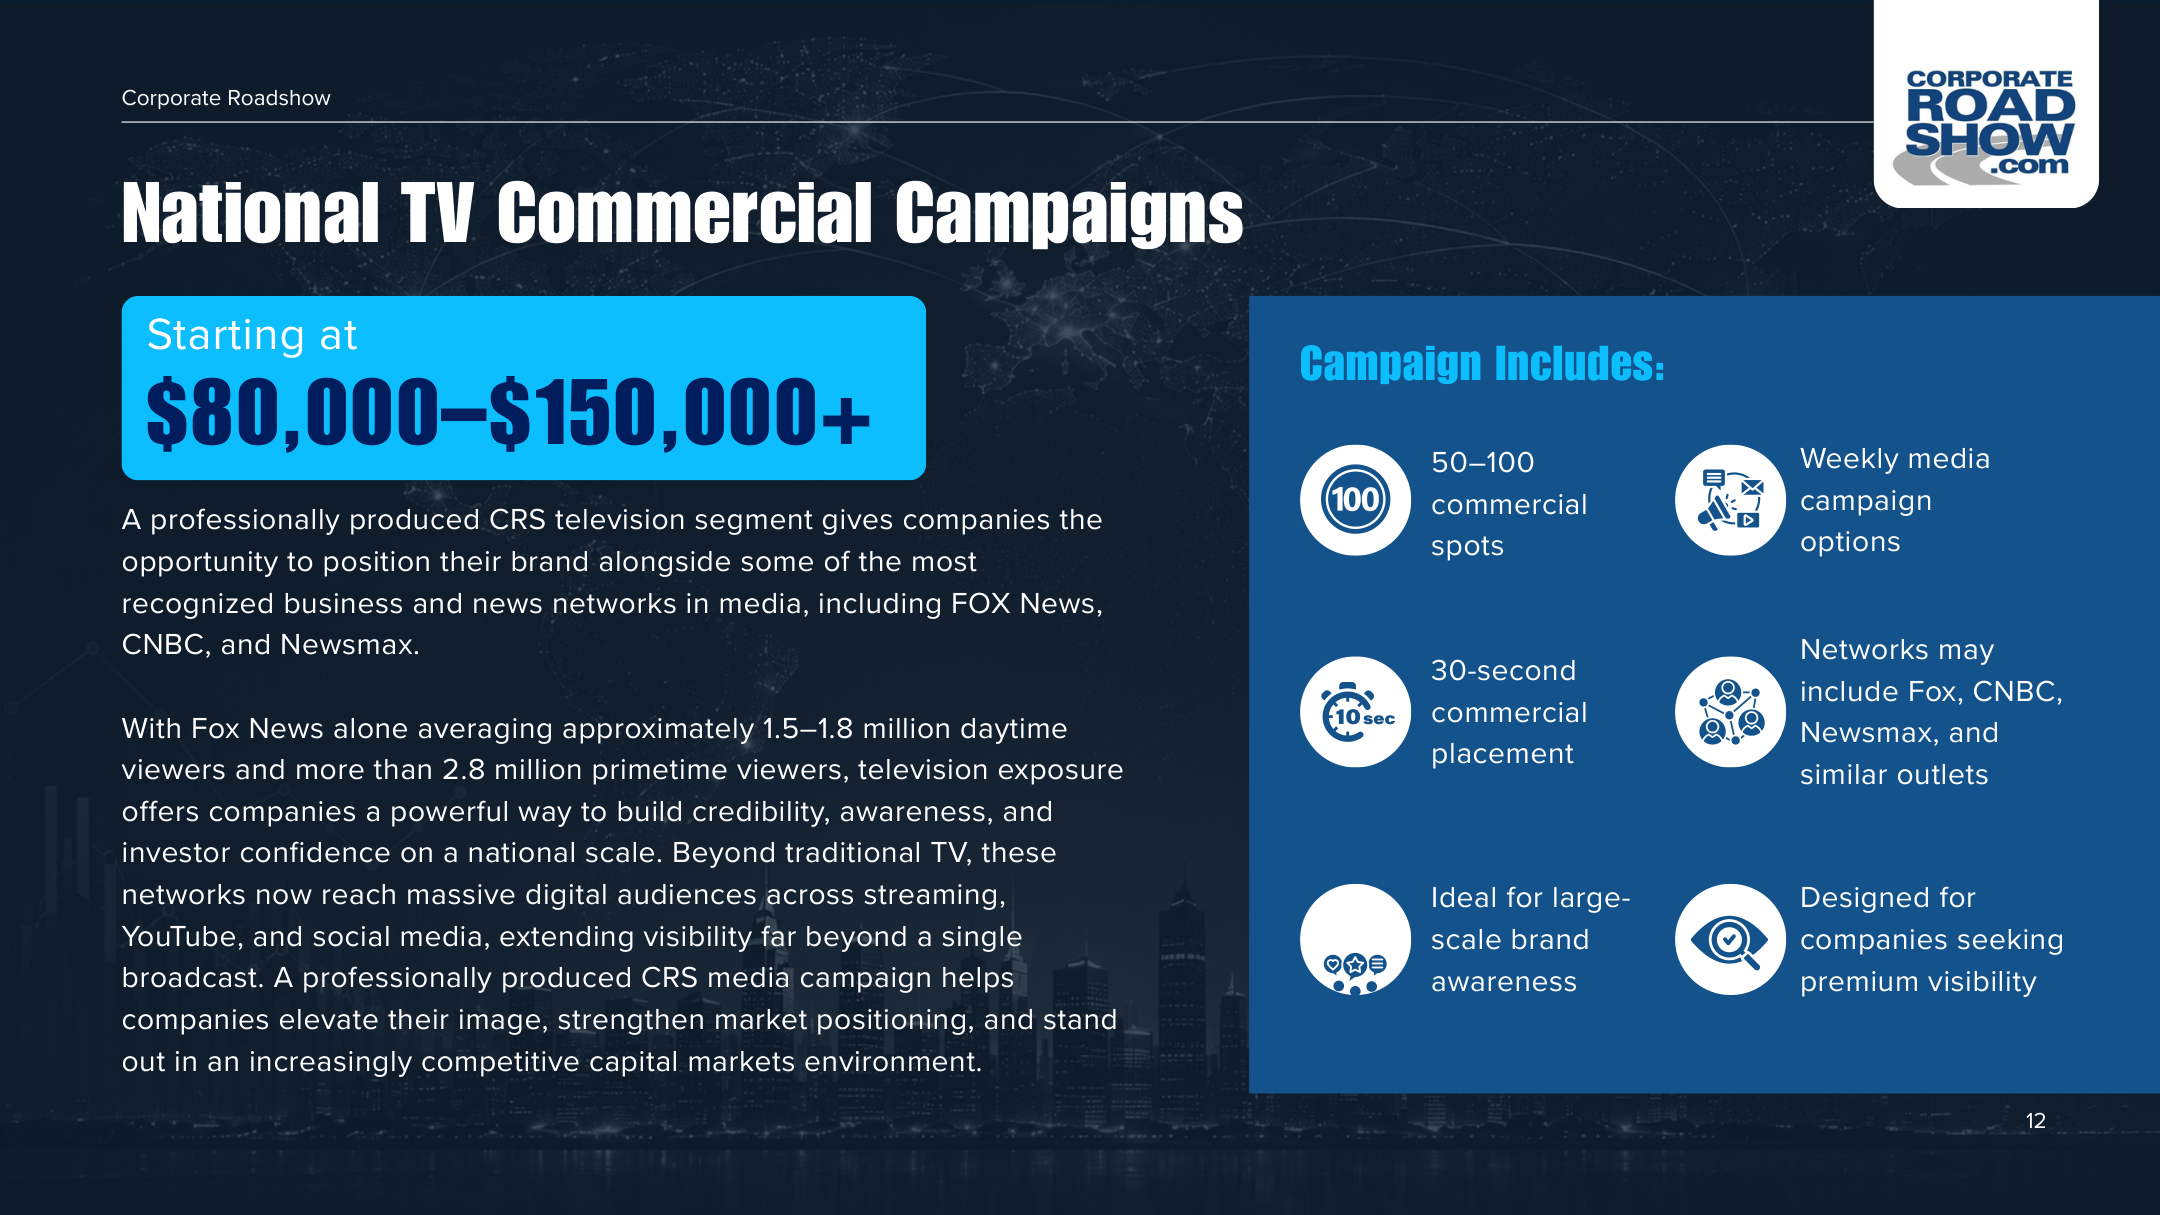 Corporate Roadshow
CORPORATE
ROAD
SHOW
.com
National TV Commercial Campaigns
Starting at
$80,000–$150,000+
A professionally produced CRS television segment gives companies the
opportunity to position their brand alongside some of the most
recognized business and news networks in media, including FOX News,
CNBC, and Newsmax.
With Fox News alone averaging approximately 1.5–1.8 million daytime
viewers and more than 2.8 million primetime viewers, television exposure
offers companies a powerful way to build credibility, awareness, and
investor confidence on a national scale. Beyond traditional TV, these
networks now reach massive digital audiences across streaming,
YouTube, and social media, extending visibility far beyond a single
broadcast. A professionally produced CRS media campaign helps
companies elevate their image, strengthen market positioning, and stand
out in an increasingly competitive capital markets environment.
Campaign Includes:
100
50–100
commercial
spots
Weekly media
campaign
options
10 sec
30-second
commercial
placement
Networks may
include Fox, CNBC,
Newsmax, and
similar outlets
Ideal for large-
scale brand
awareness
Designed for
companies seeking
premium visibility
12